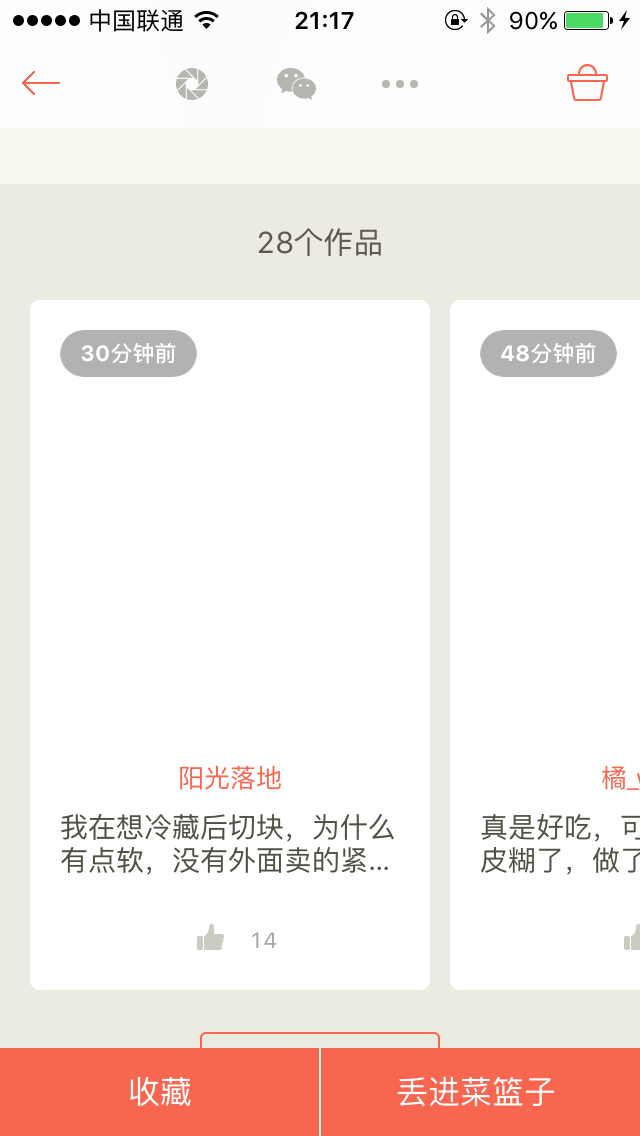 中国联通 21:17 90%
28个作品
30分钟前
阳光落地
我在想冷藏后切块，为什么
有点软，没有外面卖的紧...
14
48分钟前
橘_
真是好吃，可
皮糊了，做了
收藏
丢进菜篮子